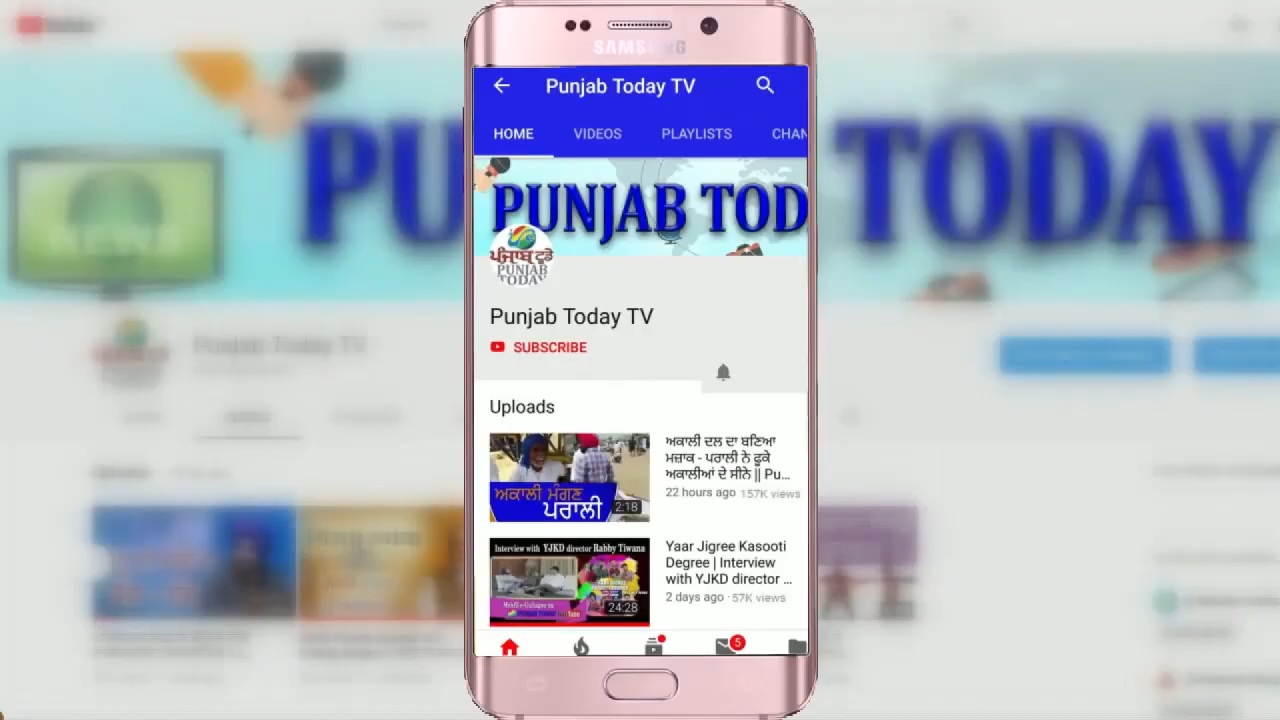 SAMSUNG
Punjab Today TV
HOME VIDEOS PLAYLISTS CHAN
PUNJAB TOD
PU
TODAY
ਪੰਜਾਬ ਟੂਡੇ
PUNJAB
TODAY
Punjab Today TV
SUBSCRIBE
Uploads
ਅਕਾਲੀ ਦਲ ਦਾ ਬਣਿਆ
ਮਜ਼ਾਕ - ਪਰਾਲੀ ਨੇ ਫੂਕੇ
ਅਕਾਲੀਆਂ ਦੇ ਸੀਨੇ || Pu...
22 hours ago 157K views
ਅਕਾਲੀ ਮੰਗਣ
ਪਰਾਲੀ
2:18
Interview with YJKD director Rabby Tiwana
24:28
Yaar Jigree Kasooti
Degree | Interview
with YJKD director ...
2 days ago · 57K views
5